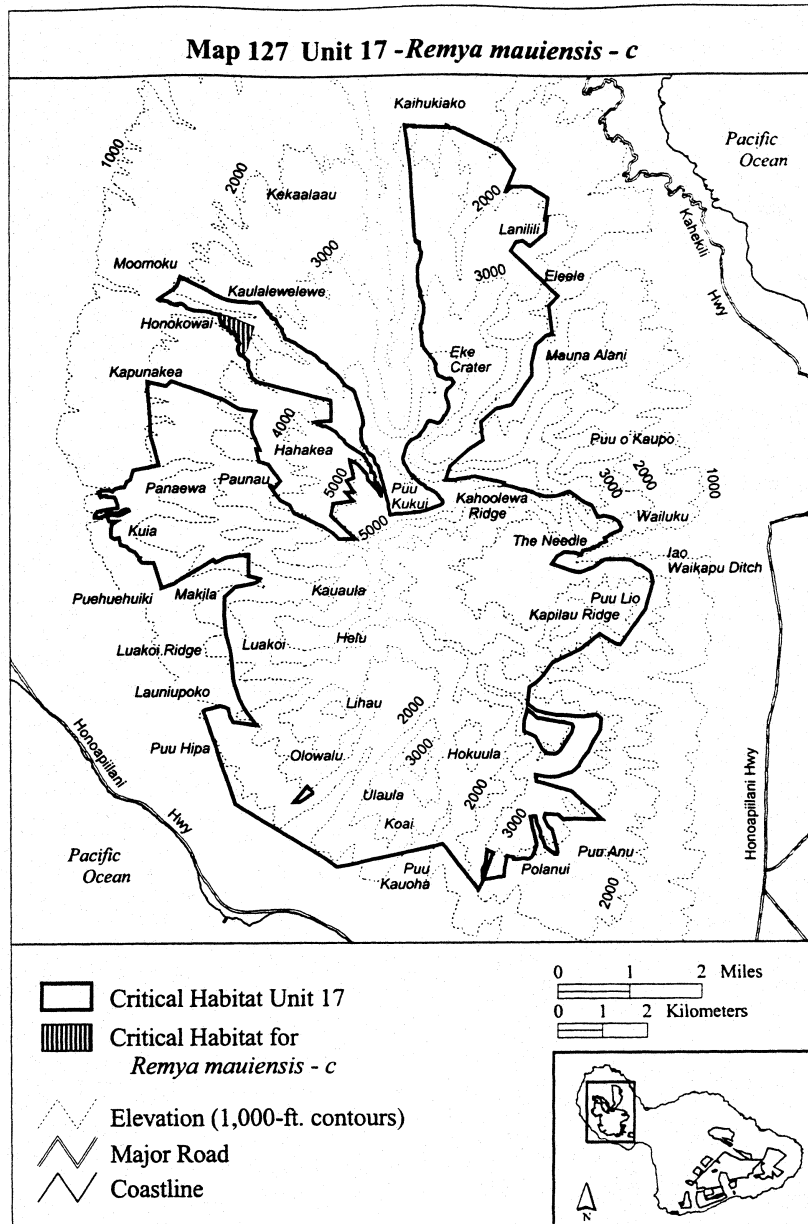 Map 127 Unit 17 -Remya mauiensis - c
Kaihukiako
Pacific
Ocean
1000
2000
Kekaalaau
2000
Lanilili
Kahekili
Hwy
3000
Moomoku
3000
Eleele
Kaulalewelewe
Honokowai
Eke
Crater
Mauna Alani
Kapunakea
4000
Hahakea
Puu o Kaupo
3000
2000
1000
Panaewa
Paunau
5000
Puu
Kukui
Kahoolewa
Ridge
Wailuku
Kuia
5000
The Needle
Iao
Waikapu Ditch
Puehuehuiki
Makila
Kauaula
Puu Lio
Kapilau Ridge
Luakoi Ridge
Luakoi
Helu
Launiupoko
Lihau
2000
Puu Hipa
Olowalu
3000
Hokuula
Honoapiilani
Hwy
Ulaula
2000
Koai
3000
Honoapiilani Hwy
Pacific
Ocean
Puu
Kauoha
Polanui
Puu Anu
2000
Critical Habitat Unit 17
Critical Habitat for
Remya mauiensis - c
Elevation (1,000-ft. contours)
Major Road
Coastline
0 1 2 Miles
0 1 2 Kilometers
N